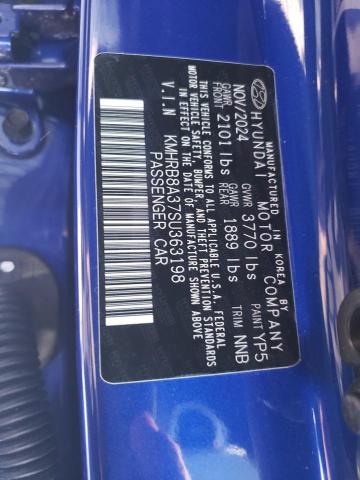 MANUFACTURED IN KOREA BY
HYUNDAI MOTOR COMPANY
NOV/2024 GVWR 3770 lbs PAINT YP5
GAWR FRONT 2101 lbs GAWR REAR 1889 lbs TRIM NNB
THIS VEHICLE CONFORMS TO ALL APPLICABLE U.S.A. FEDERAL
MOTOR VEHICLE SAFETY, BUMPER, AND THEFT PREVENTION
STANDARDS IN EFFECT ON THE DATE OF MANUFACTURE SHOWN ABOVE
V.I.N KMHRB8A37SU363198
PASSENGER CAR